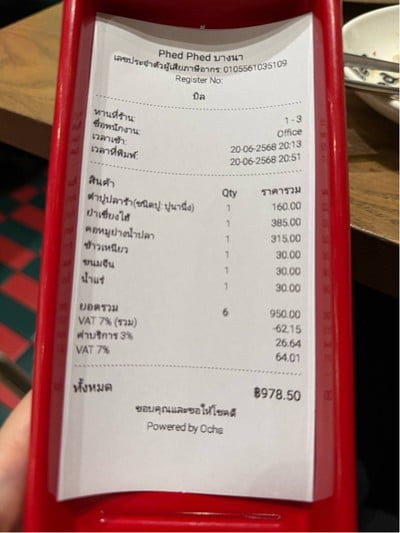 Phed Phed บางนา
เลขประจำตัวผู้เสียภาษีอากร: 0105561035109
Register No:
บิล
ทานที่ร้าน: 1 - 3
ชื่อพนักงาน: Office
เวลาเข้า: 20-06-2568 20:13
เวลาที่พิมพ์: 20-06-2568 20:51
สินค้า Qty ราคารวม
ตำปูปลาร้า(ชนิดปู: ปูนานึ่ง) 1 160.00
ยำเซี่ยงไฮ้ 1 385.00
คอหมูย่างน้ำปลา 1 315.00
ข้าวเหนียว 1 30.00
ขนมจีน 1 30.00
น้ำแร่ 1 30.00
ยอดรวม 6 950.00
VAT 7% (รวม) -62.15
ค่าบริการ 3% 26.64
VAT 7% 64.01
ทั้งหมด ฿978.50
ขอบคุณและขอให้โชคดี
Powered by Ocha